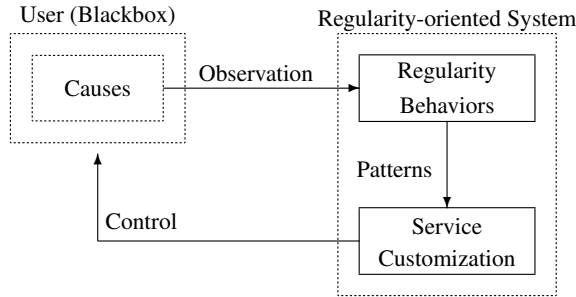 User (Blackbox)
Regularity-oriented System
Causes
Observation
Regularity
Behaviors
Patterns
Control
Service
Customization